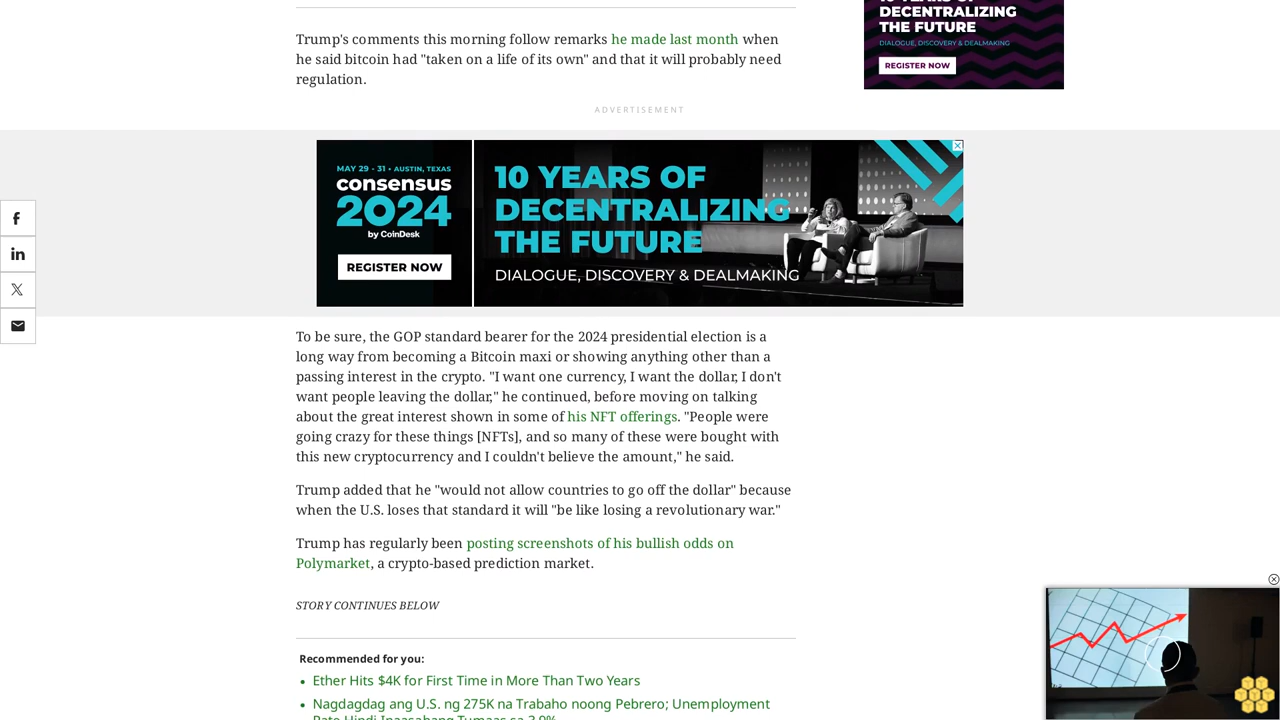 DECENTRALIZING
THE FUTURE
DIALOGUE, DISCOVERY & DEALMAKING
REGISTER NOW
Trump's comments this morning follow remarks he made last month when
he said bitcoin had "taken on a life of its own" and that it will probably need
regulation.
ADVERTISEMENT
MAY 29 - 31 • AUSTIN, TEXAS
consensus
2024
by CoinDesk
REGISTER NOW
10 YEARS OF
DECENTRALIZING
THE FUTURE
DIALOGUE, DISCOVERY & DEALMAKING
To be sure, the GOP standard bearer for the 2024 presidential election is a
long way from becoming a Bitcoin maxi or showing anything other than a
passing interest in the crypto. "I want one currency, I want the dollar, I don't
want people leaving the dollar," he continued, before moving on talking
about the great interest shown in some of his NFT offerings. "People were
going crazy for these things [NFTs], and so many of these were bought with
this new cryptocurrency and I couldn't believe the amount," he said.
Trump added that he "would not allow countries to go off the dollar" because
when the U.S. loses that standard it will "be like losing a revolutionary war."
Trump has regularly been posting screenshots of his bullish odds on
Polymarket, a crypto-based prediction market.
STORY CONTINUES BELOW
Recommended for you:
• Ether Hits $4K for First Time in More Than Two Years
• Nagdagdag ang U.S. ng 275K na Trabaho noong Pebrero; Unemployment